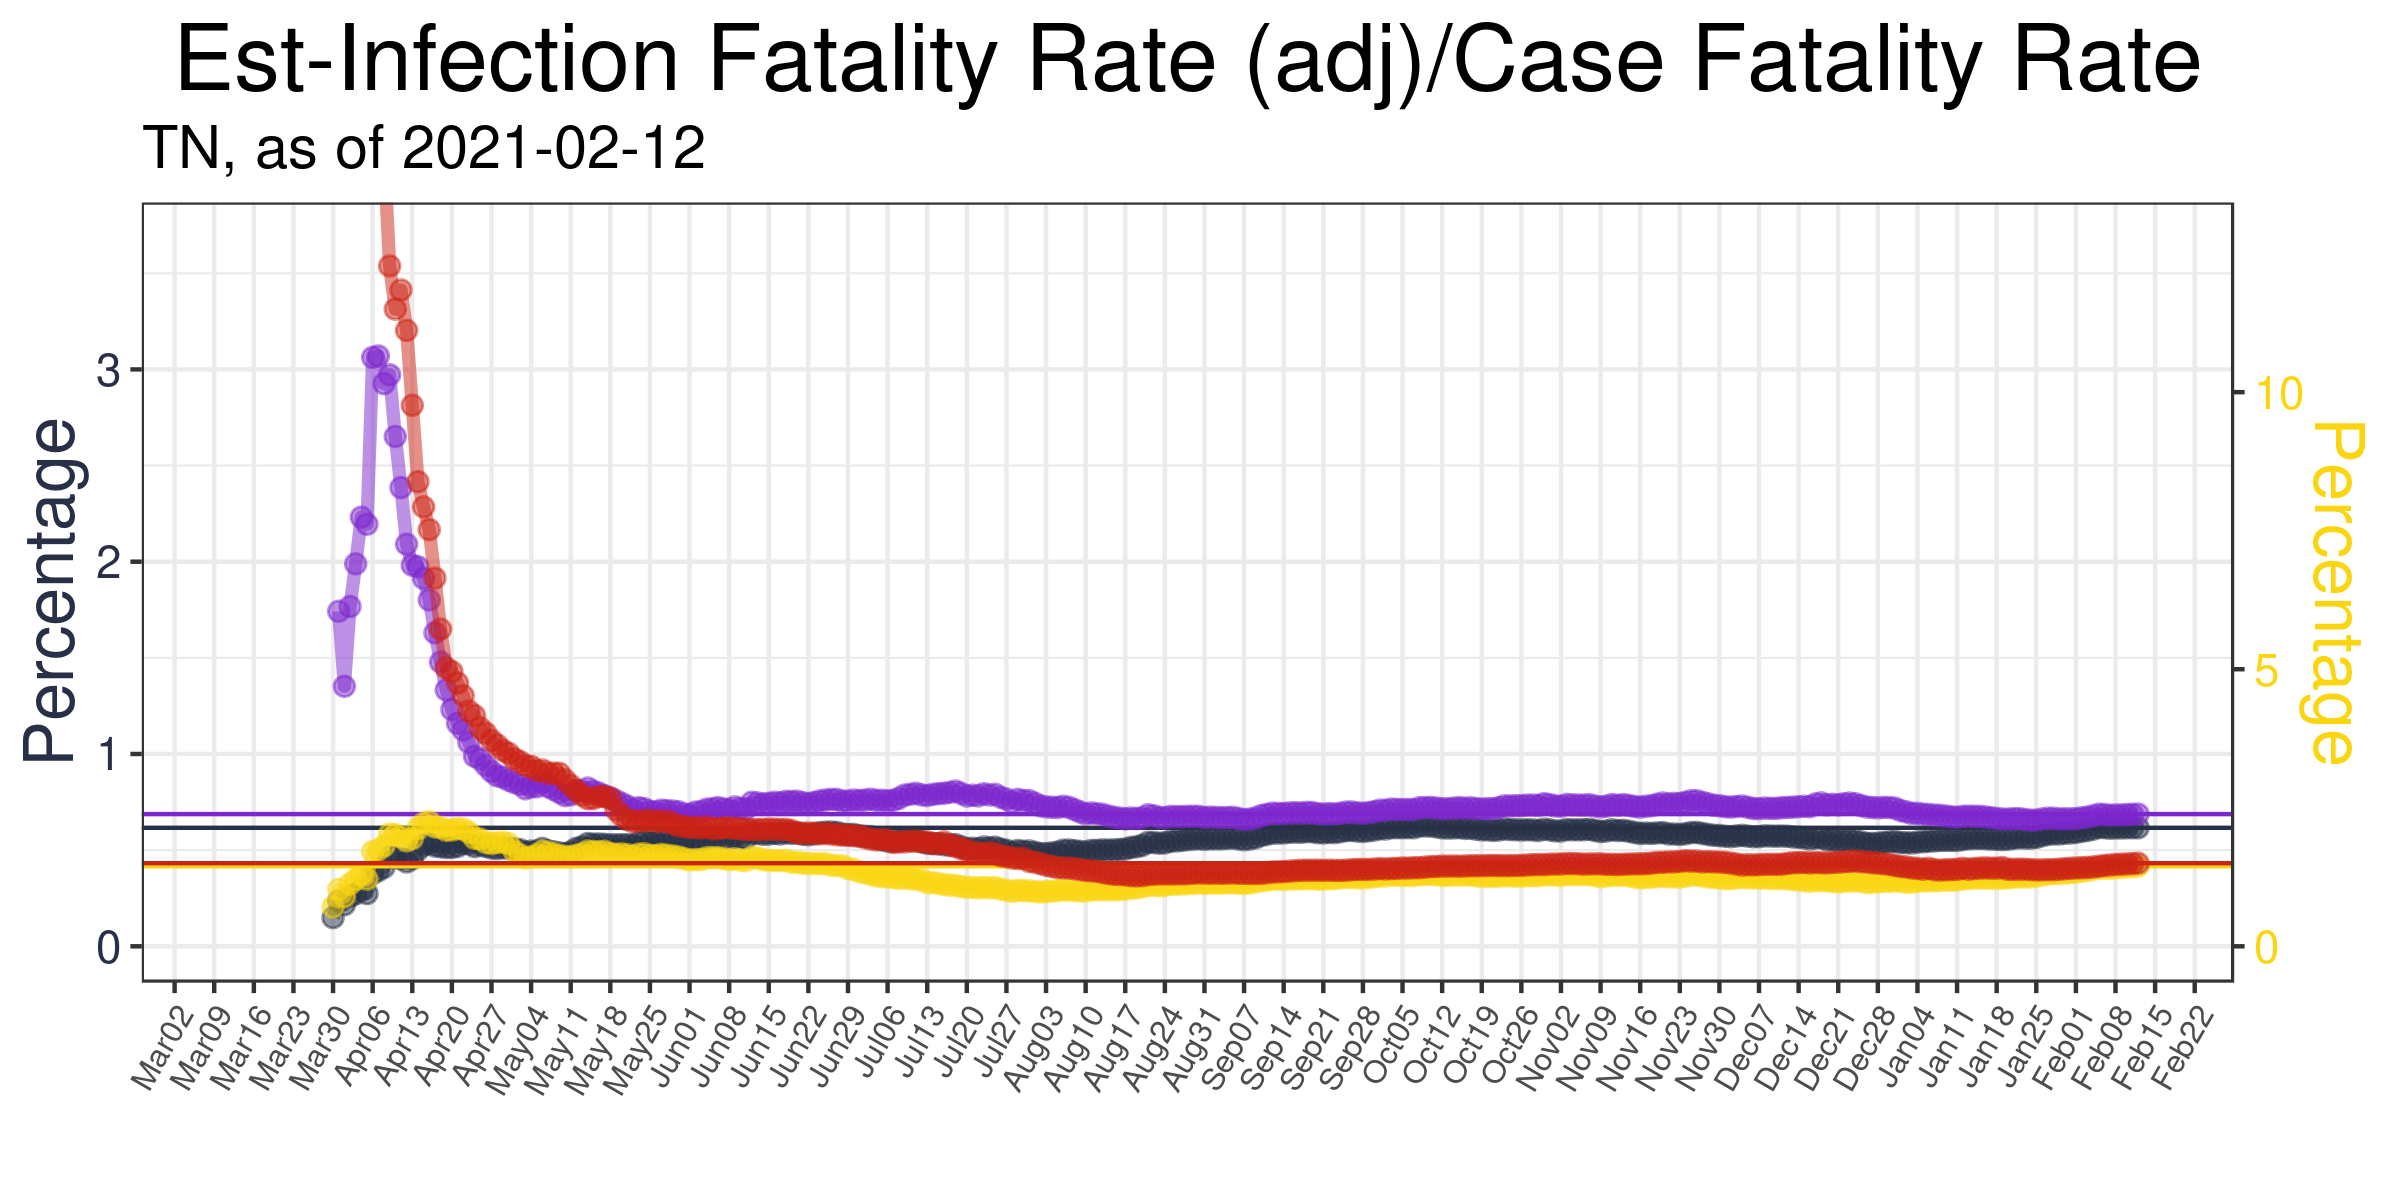 Est-Infection Fatality Rate (adj)/Case Fatality Rate
TN, as of 2021-02-12
Percentage
3
2
1
0
10
5
0
Percentage
Mar02
Mar09
Mar16
Mar23
Mar30
Apr06
Apr13
Apr20
Apr27
May04
May11
May18
May25
Jun01
Jun08
Jun15
Jun22
Jun29
Jul06
Jul13
Jul20
Jul27
Aug03
Aug10
Aug17
Aug24
Aug31
Sep07
Sep14
Sep21
Sep28
Oct05
Oct12
Oct19
Oct26
Nov02
Nov09
Nov16
Nov23
Nov30
Dec07
Dec14
Dec21
Dec28
Jan04
Jan11
Jan18
Jan25
Feb01
Feb08
Feb15
Feb22